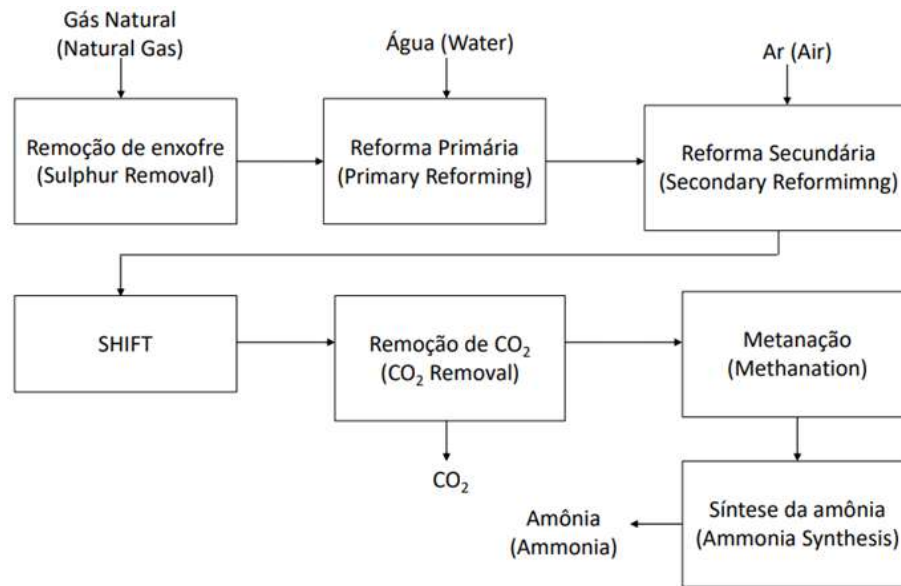 Gás Natural
(Natural Gas)
Água (Water)
Ar (Air)
Remoção de enxofre
(Sulphur Removal)
Reforma Primária
(Primary Reforming)
Reforma Secundária
(Secondary Reformimng)
SHIFT
Remoção de CO₂
(CO₂ Removal)
Metanação
(Methanation)
CO₂
Amônia
(Ammonia)
Síntese da amônia
(Ammonia Synthesis)